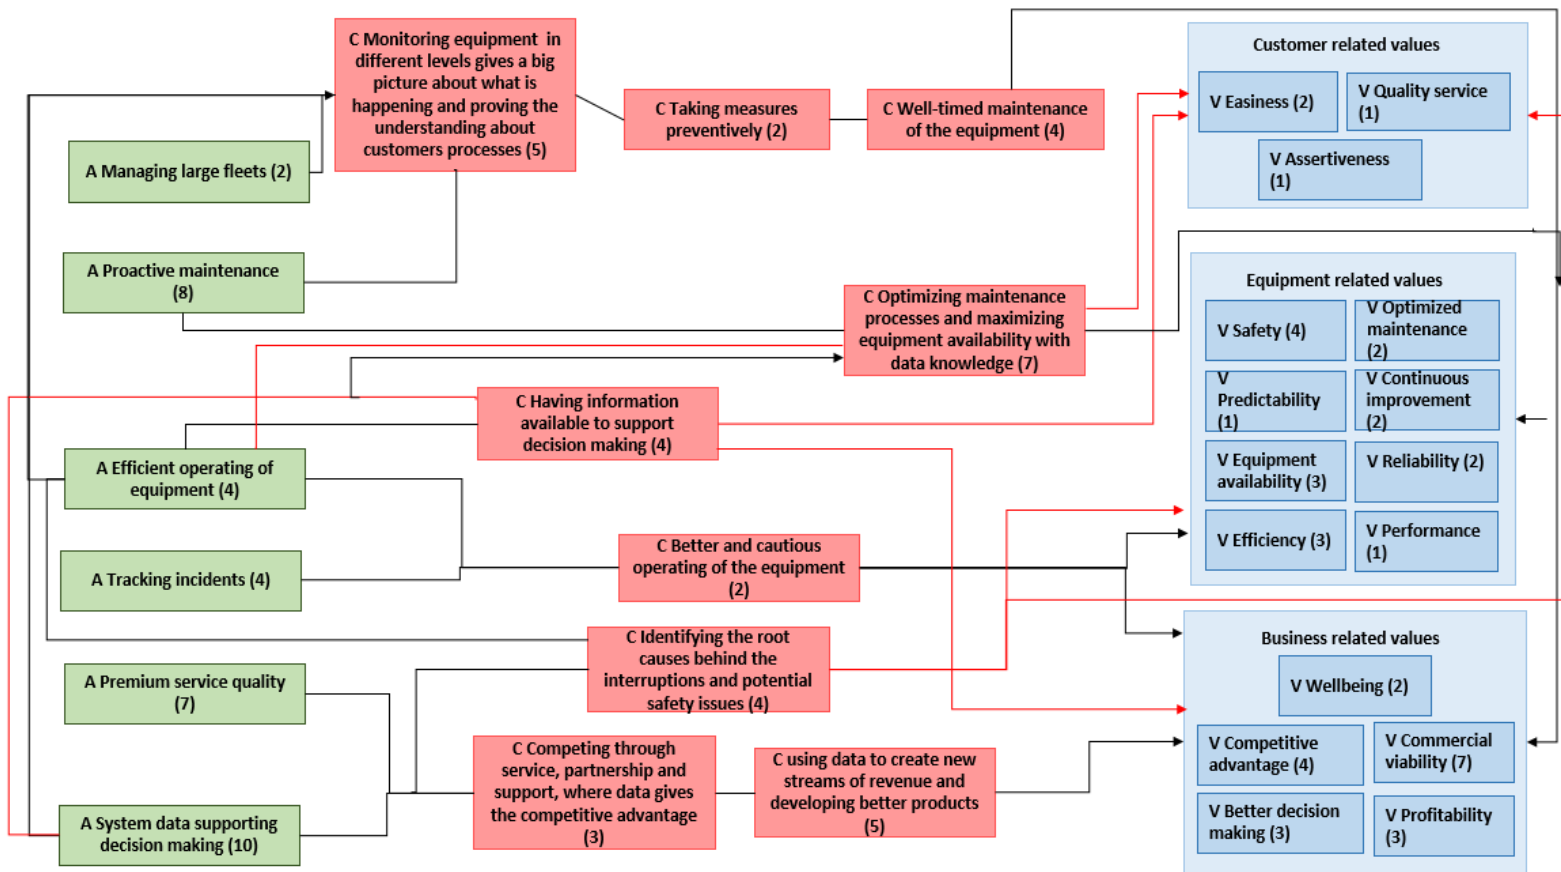 A Managing large fleets (2)
A Proactive maintenance
(8)
A Efficient operating of
equipment (4)
A Tracking incidents (4)
A Premium service quality
(7)
A System data supporting
decision making (10)
C Monitoring equipment in
different levels gives a big
picture about what is
happening and proving the
understanding about
customers processes (5)
C Taking measures
preventively (2)
C Well-timed maintenance
of the equipment (4)
C Optimizing maintenance
processes and maximizing
equipment availability with
data knowledge (7)
C Having information
available to support
decision making (4)
C Better and cautious
operating of the equipment
(2)
C Identifying the root
causes behind the
interruptions and potential
safety issues (4)
C Competing through
service, partnership and
support, where data gives
the competitive advantage
(3)
C using data to create new
streams of revenue and
developing better products
(5)
Customer related values
V Easiness (2)
V Quality service
(1)
V Assertiveness
(1)
Equipment related values
V Safety (4)
V Optimized
maintenance
(2)
V
Predictability
(1)
V Continuous
improvement
(2)
V Equipment
availability (3)
V Reliability (2)
V Efficiency (3)
V Performance
(1)
Business related values
V Wellbeing (2)
V Competitive
advantage (4)
V Commercial
viability (7)
V Better decision
making (3)
V Profitability
(3)